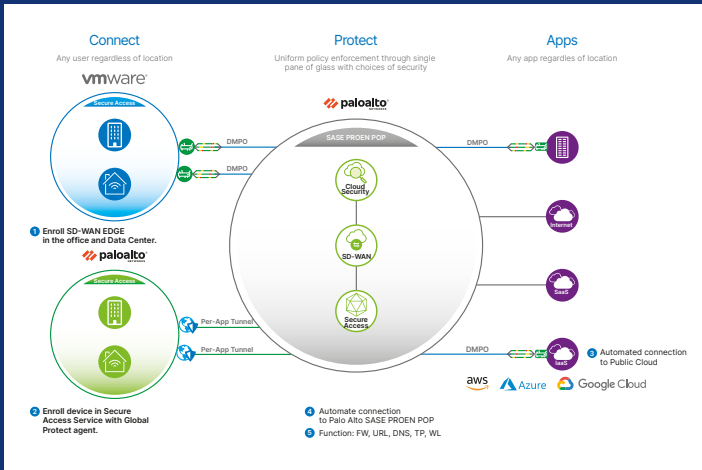 Connect
Any user regardless of location
vmware®
Secure Access
DMPO
DMPO
1 Enroll SD-WAN EDGE
in the office and Data Center.
paloalto®
NETWORKS
Secure Access
Per-App Tunnel
Per-App Tunnel
2 Enroll device in Secure
Access Service with Global
Protect agent.
Protect
Uniform policy enforcement through single
pane of glass with choices of security
paloalto®
NETWORKS
SASE PROEN POP
Cloud
Security
SD-WAN
Secure
Access
4 Automate connection
to Palo Alto SASE PROEN POP
5 Function: FW, URL, DNS, TP, WL
Apps
Any app regardles of location
DMPO
Internet
SaaS
DMPO
IaaS
3 Automated connection
to Public Cloud
aws
Azure
Google Cloud